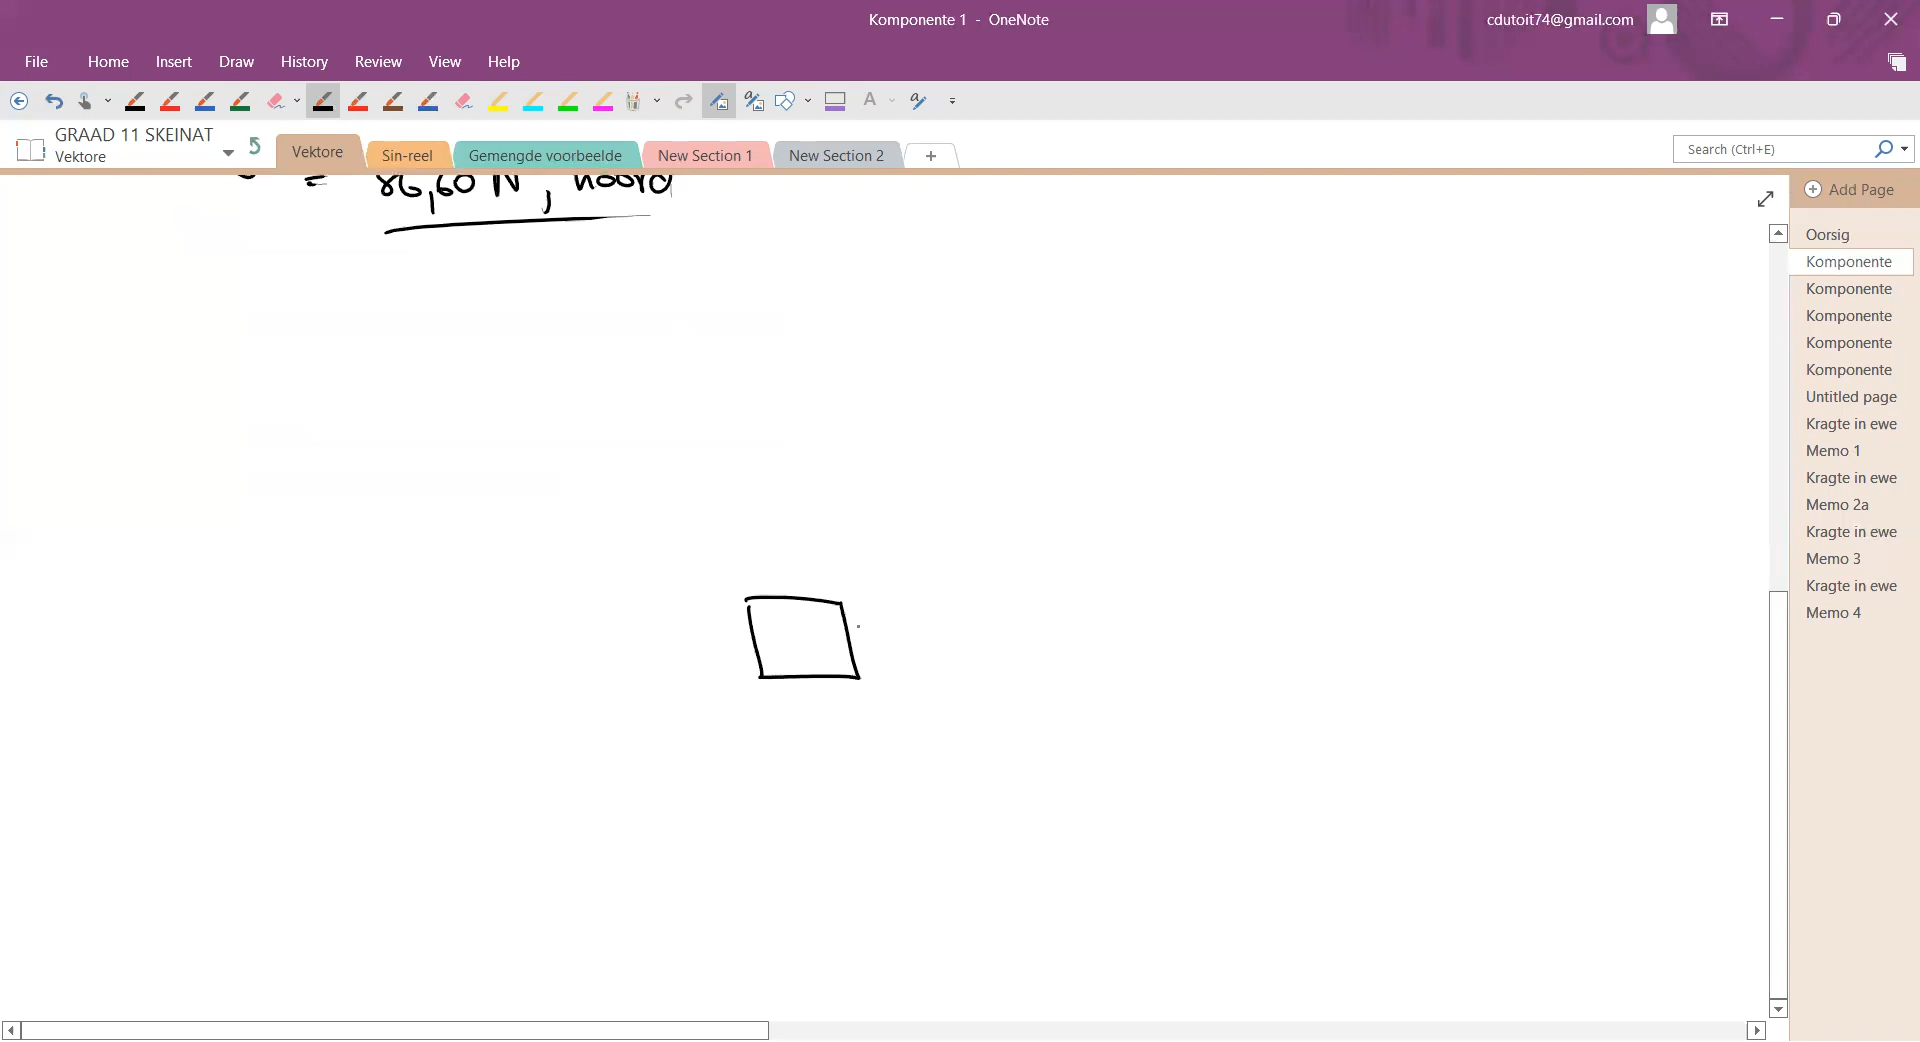 Komponente 1 - OneNote
cdutoit74@gmail.com
File Home Insert Draw History Review View Help
GRAAD 11 SKEINAT
Vektore
Vektore Sin-reel Gemengde voorbeelde New Section 1 New Section 2
Search (Ctrl+E)
= 86,60 N, noord
Add Page
Oorsig
Komponente
Komponente
Komponente
Komponente
Komponente
Untitled page
Kragte in ewe
Memo 1
Kragte in ewe
Memo 2a
Kragte in ewe
Memo 3
Kragte in ewe
Memo 4